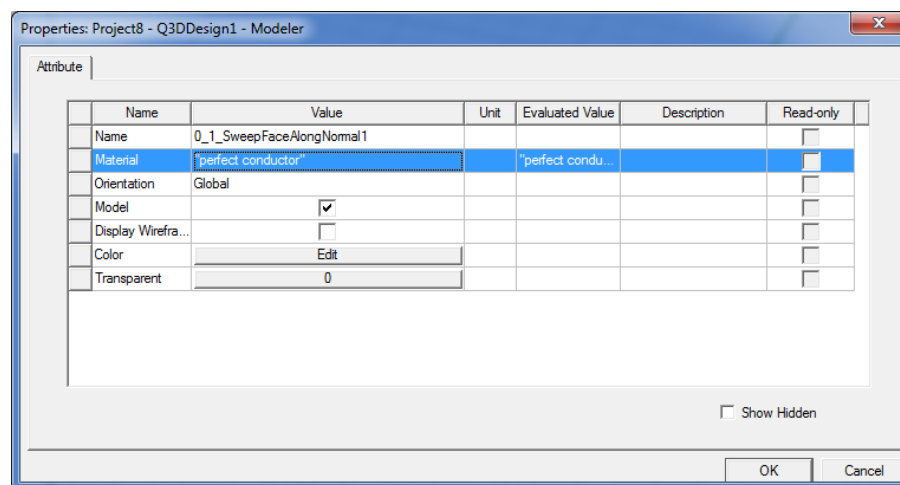 Properties: Project8 - Q3DDesign1 - Modeler
Attribute
Name Value Unit Evaluated Value Description Read-only
Name 0_1_SweepFaceAlongNormal1
Material "perfect conductor" "perfect condu...
Orientation Global
Model
Display Wirefra...
Color Edit
Transparent 0
Show Hidden
OK Cancel